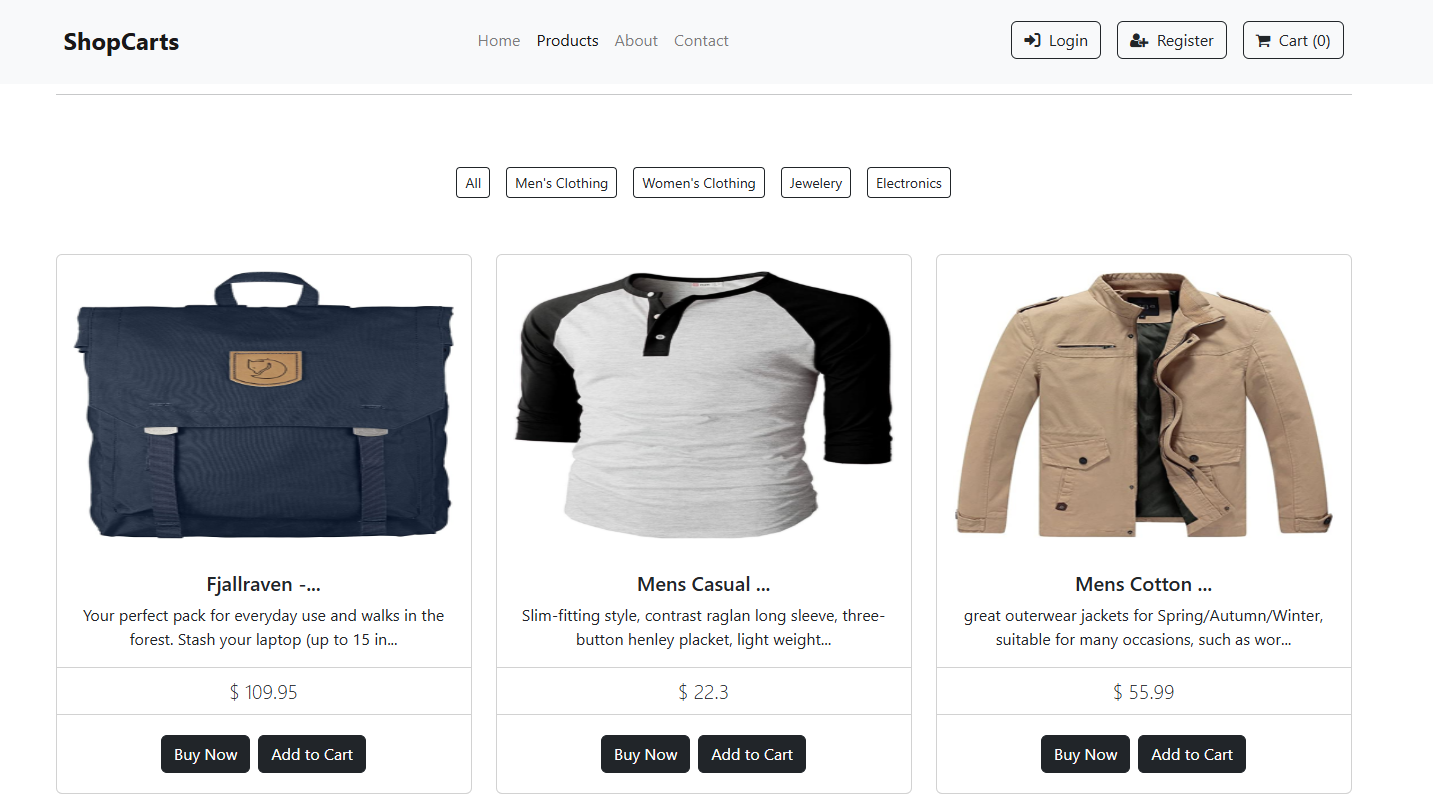 ShopCarts
Home Products About Contact
Login Register Cart (0)
All Men's Clothing Women's Clothing Jewelery Electronics
Fjallraven -...
Your perfect pack for everyday use and walks in the
forest. Stash your laptop (up to 15 in...
$ 109.95
Buy Now Add to Cart
Mens Casual ...
Slim-fitting style, contrast raglan long sleeve, three-
button henley placket, light weight...
$ 22.3
Buy Now Add to Cart
Mens Cotton ...
great outerwear jackets for Spring/Autumn/Winter,
suitable for many occasions, such as wor...
$ 55.99
Buy Now Add to Cart